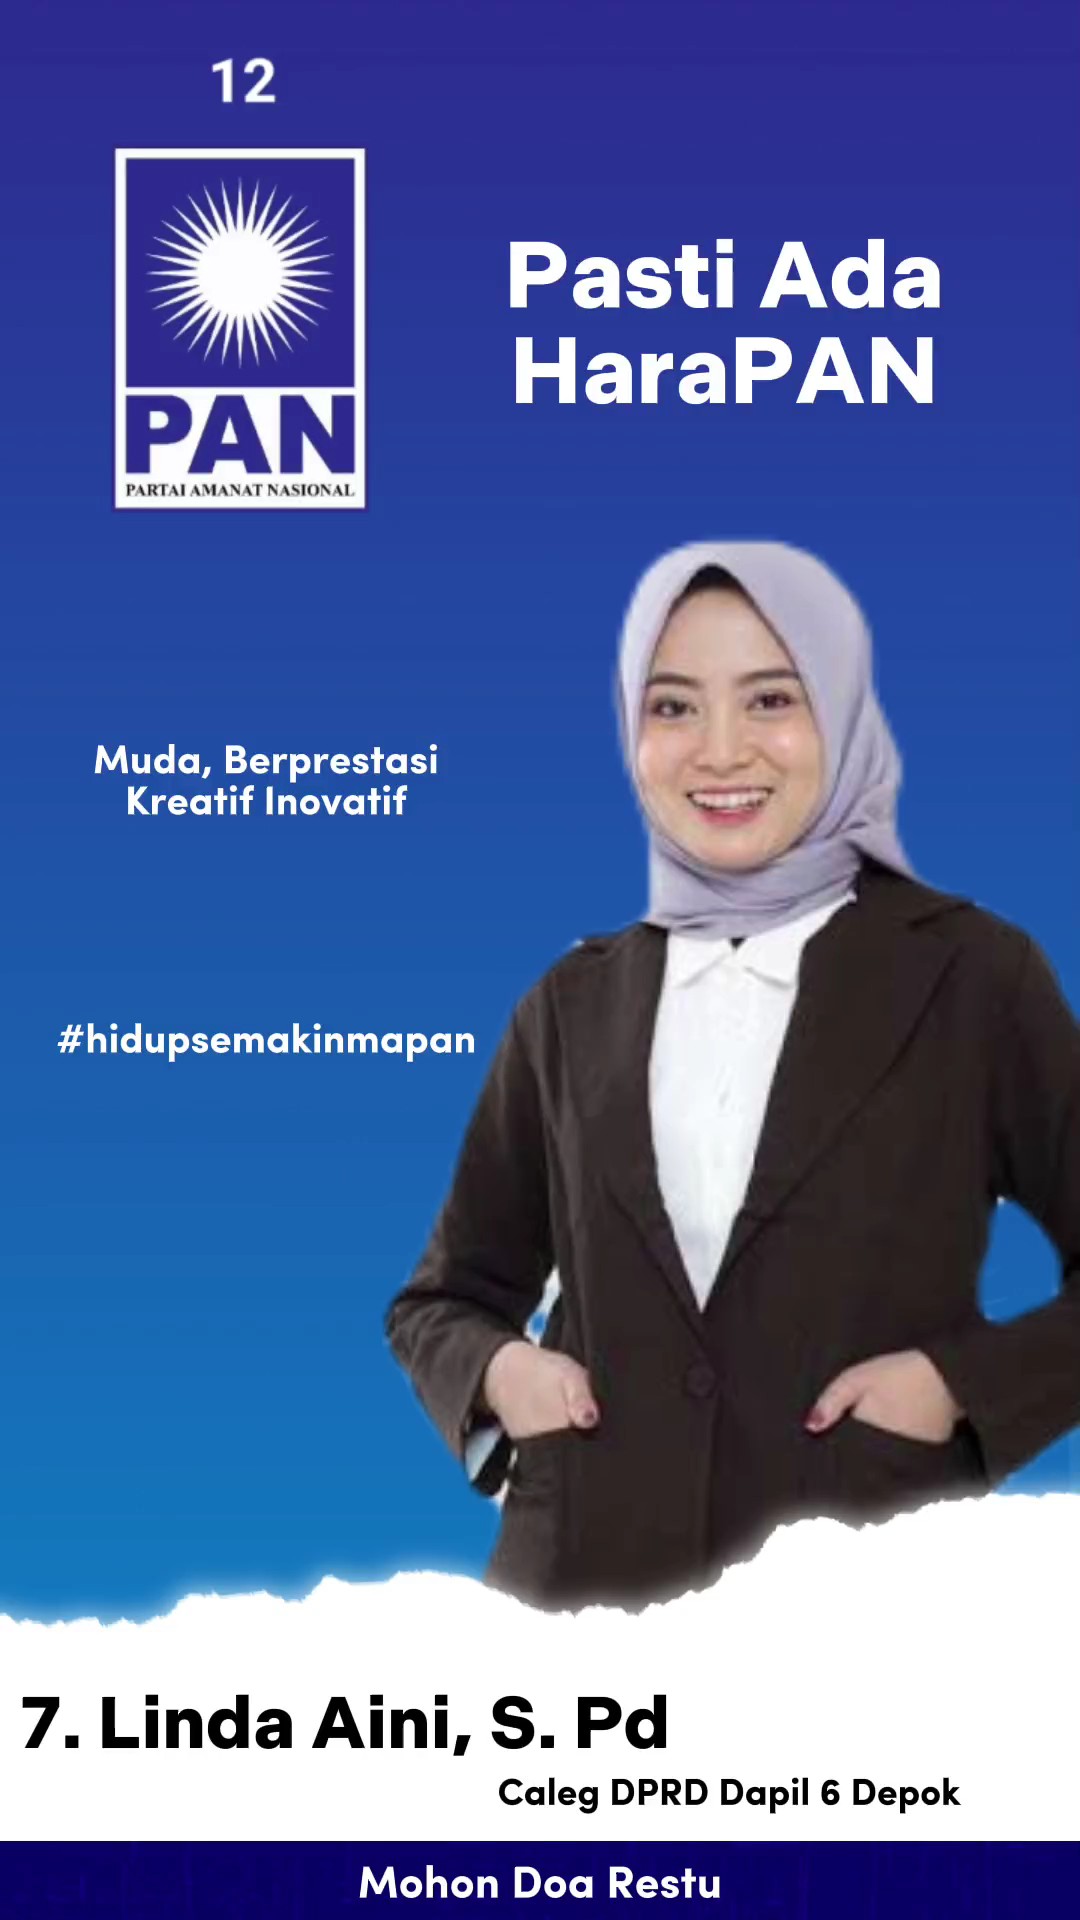 12
PAN
PARTAI AMANAT NASIONAL
Pasti Ada
HaraPAN
Muda, Berprestasi
Kreatif Inovatif
#hidupsemakinmapan
7. Linda Aini, S. Pd
Caleg DPRD Dapil 6 Depok
Mohon Doa Restu